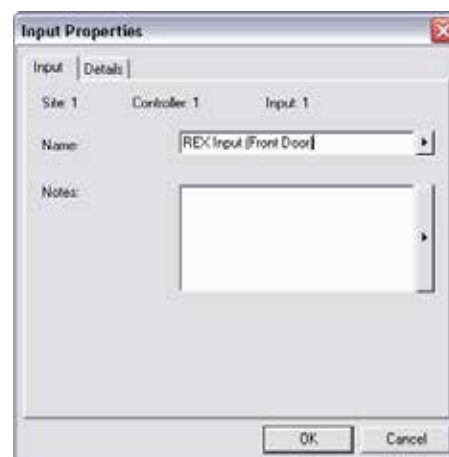 Input Properties
Input Details
Site: 1 Controller: 1 Input: 1
Name: REX Input (Front Door)
Notes:
OK Cancel